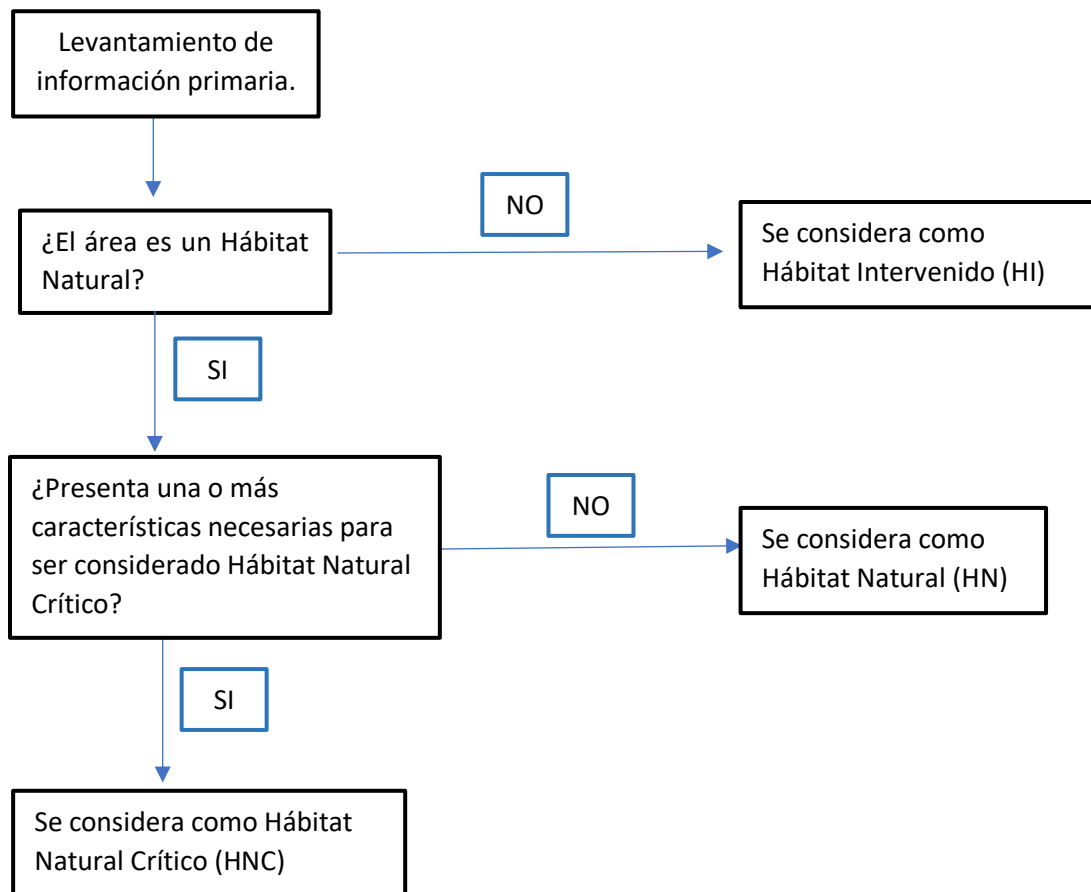 Levantamiento de
información primaria.
NO
¿El área es un Hábitat
Natural?
Se considera como
Hábitat Intervenido (HI)
SI
¿Presenta una o más
características necesarias para
ser considerado Hábitat Natural
Crítico?
NO
Se considera como
Hábitat Natural (HN)
SI
Se considera como Hábitat
Natural Crítico (HNC)